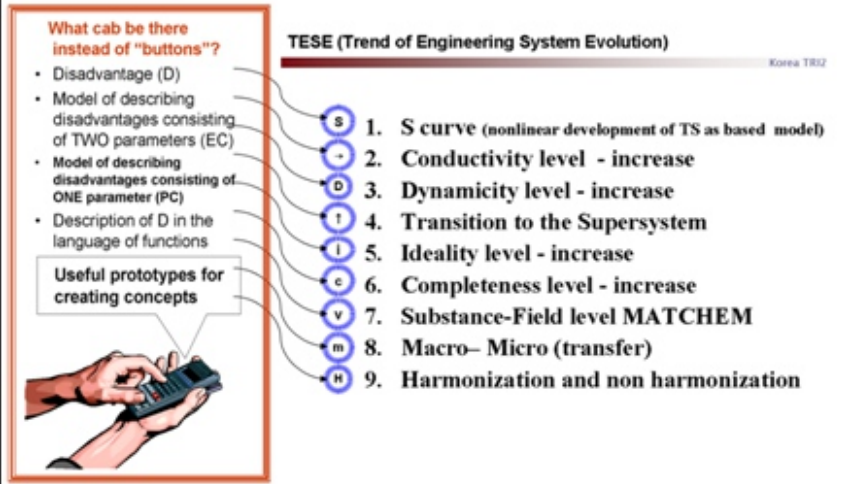 What cab be there
instead of "buttons"?
• Disadvantage (D)
• Model of describing
disadvantages consisting
of TWO parameters (EC)
• Model of describing
disadvantages consisting of
ONE parameter (PC)
• Description of D in the
language of functions
Useful prototypes for
creating concepts
TESE (Trend of Engineering System Evolution)
Korea TRIZ
S 1. S curve (nonlinear development of TS as based model)
→ 2. Conductivity level - increase
D 3. Dynamicity level - increase
↑ 4. Transition to the Supersystem
i 5. Ideality level - increase
c 6. Completeness level - increase
v 7. Substance-Field level MATCHEM
m 8. Macro– Micro (transfer)
H 9. Harmonization and non harmonization